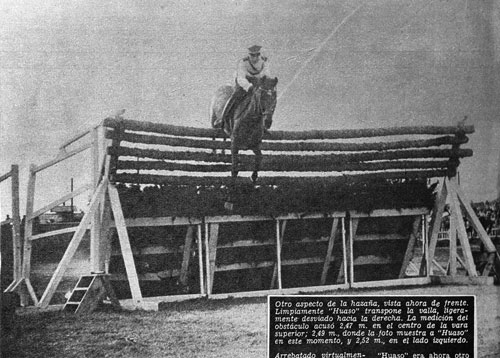 Otro aspecto de la hazaña, vista ahora de frente.
Limpiamente "Huaso" transpone la valla, ligera-
mente desviado hacia la derecha. La medición del
obstáculo acusó 2,47 m. en el centro de la vara
superior; 2,49 m., donde la foto muestra a "Huaso"
en este momento, y 2,52 m., en el lado izquierdo.
Arrebatado virtualmen- "Huaso" era ahora otro